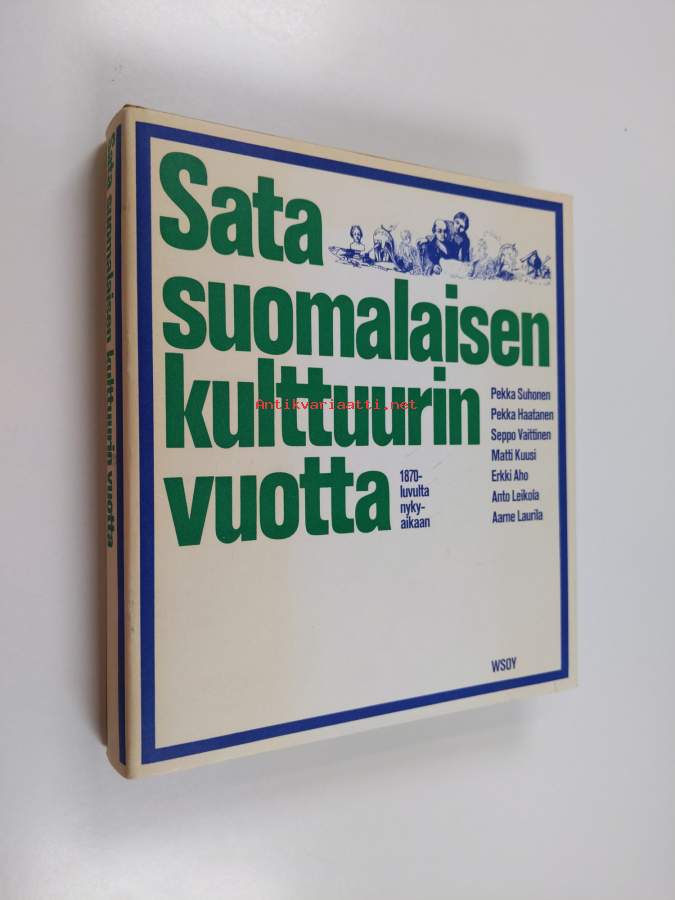 Sata
suomalaisen
kulttuurin
vuotta
1870-
luvulta
nyky-
aikaan
Pekka Suhonen
Pekka Haatanen
Seppo Vaittinen
Matti Kuusi
Erkki Aho
Anto Leikola
Aarne Laurila
WSOY
Sata suomalaisen kulttuurin vuotta
Antikvariaatti.net